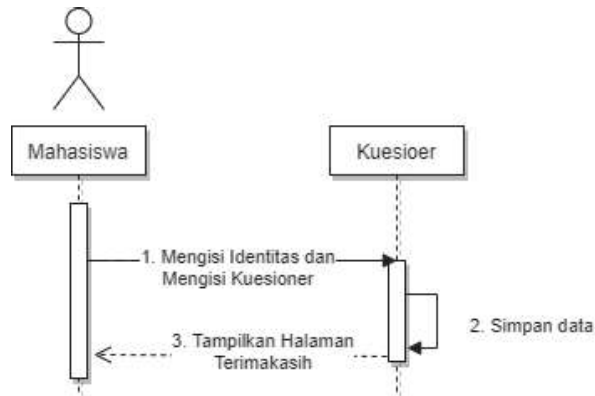 Mahasiswa
Kuesioer
1. Mengisi Identitas dan
Mengisi Kuesioner
2. Simpan data
3. Tampilkan Halaman
Terimakasih